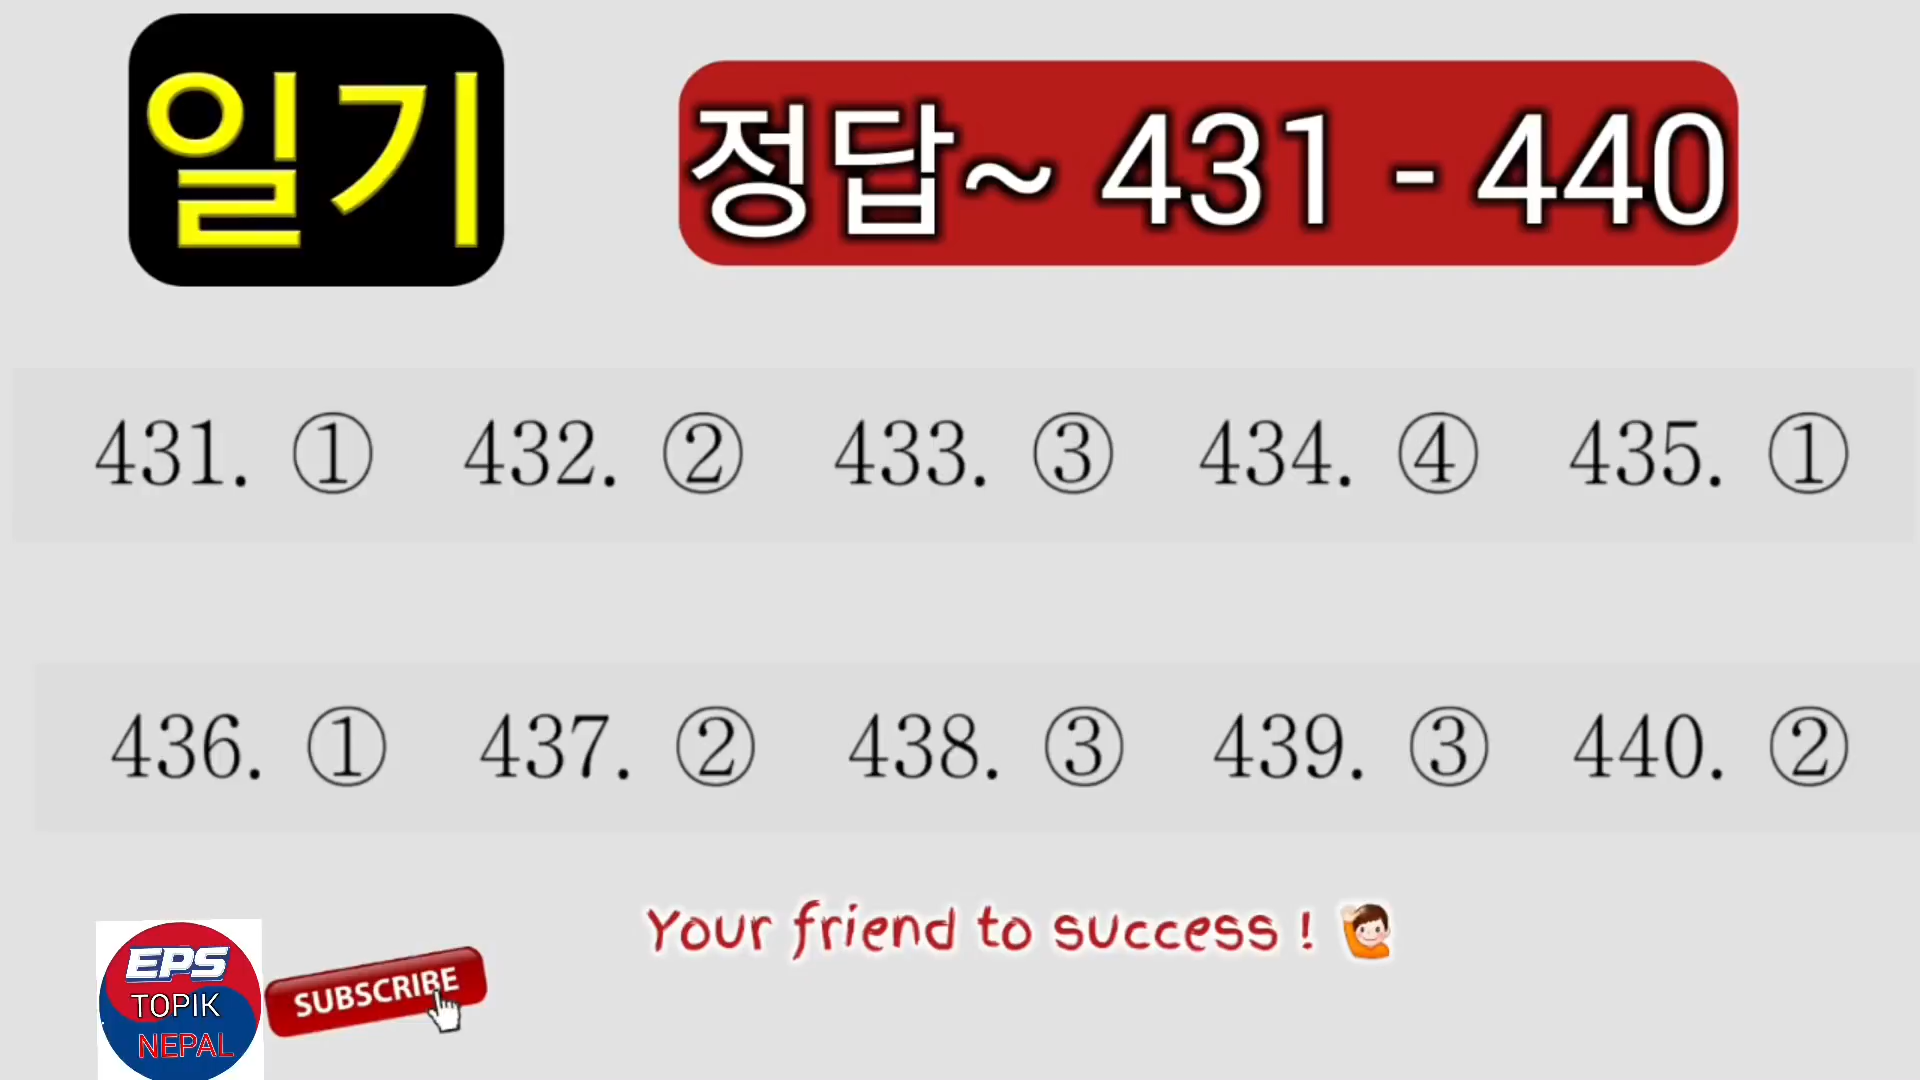 일기
정답~ 431 - 440
431. ① 432. ② 433. ③ 434. ④ 435. ①
436. ① 437. ② 438. ③ 439. ③ 440. ②
Your friend to success !
EPS
TOPIK
NEPAL
SUBSCRIBE